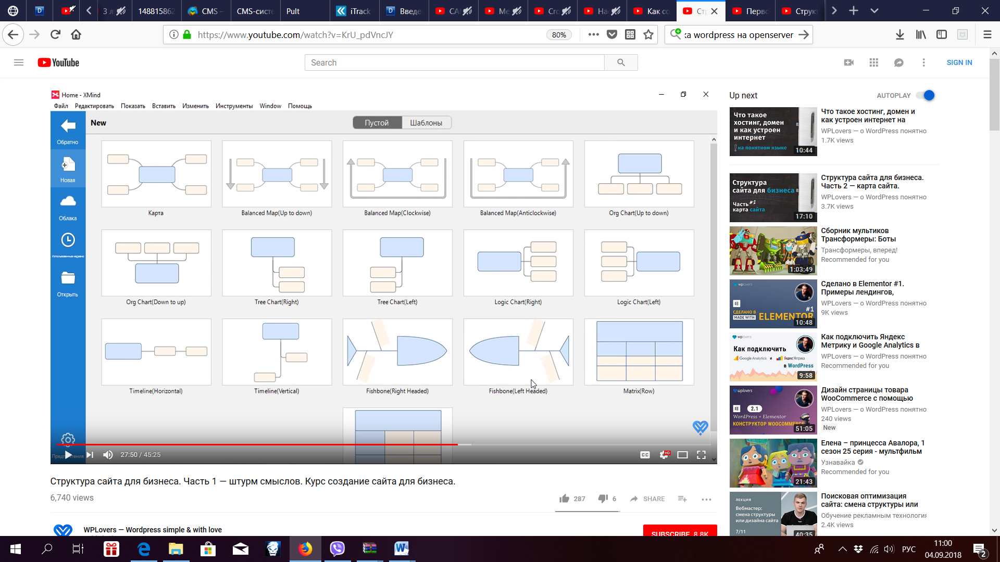 З л
148815862
CMS –
CMS-систе
Pult
iTrack
Введе
Как со
Ст
Перво
Структ
https://www.youtube.com/watch?v=KrU_pdVncJY
80%
ка wordpress на openserver
YouTube
Search
SIGN IN
Home - XMind
Файл Редактировать Показать Вставить Изменить Инструменты Window Помощь
Обратно
Новая
Облака
Использованные недавно
Открыть
New
Пустой
Шаблоны
Карта
Balanced Map(Up to down)
Balanced Map(Clockwise)
Balanced Map(Anticlockwise)
Org Chart(Up to down)
Org Chart(Down to up)
Tree Chart(Right)
Tree Chart(Left)
Logic Chart(Right)
Logic Chart(Left)
Timeline(Horizontal)
Timeline(Vertical)
Fishbone(Right Headed)
Fishbone(Left Headed)
Matrix(Row)
27:50 / 45:25
CC
HD
Структура сайта для бизнеса. Часть 1 — штурм смыслов. Курс создание сайта для бизнеса.
6,740 views
287
6
SHARE
WPLovers — Wordpress simple & with love
SUBSCRIBE 8.8K
Up next
AUTOPLAY
Что такое
хостинг, домен
и как устроен
интернет
на понятном языке
10:44
Что такое хостинг, домен и
как устроен интернет на
WPLovers — о WordPress понятно
1.7K views
Структура
сайта для бизнеса
Часть #2
карта сайта
17:10
Структура сайта для бизнеса.
Часть 2 — карта сайта.
WPLovers — о WordPress понятно
3.7K views
1:03:49
Сборник мультиков
Трансформеры: Боты
Трансформеры, вперед!
Recommended for you
wplovers
#1
СДЕЛАНО В
MADE WITH
ELEMENTOR
10:48
Сделано в Elementor #1.
Примеры лендингов,
WPLovers — о WordPress понятно
9K views
wplovers
Как подключить
Google Analytics и Яндекс Метрика
в WordPress
9:58
Как подключить Яндекс
Метрику и Google Analytics в
WPLovers — о WordPress понятно
Recommended for you
wplovers
2.1
WordPress + Elementor
КОНСТРУКТОР WOOCOMMERCE
51:05
Дизайн страницы товара
WooCommerce с помощью
WPLovers — о WordPress понятно
240 views
New
21:43
Елена – принцесса Авалора, 1
сезон 25 серия - мультфильм
Узнавайка
Recommended for you
ЛЕКЦИЯ
Вебмастер:
смена структуры
или дизайна сайта
7/11
40:35
Поисковая оптимизация
сайта: смена структуры или
Обучение рекламным технология
2.4K views
РУС
11:00
04.09.2018
2